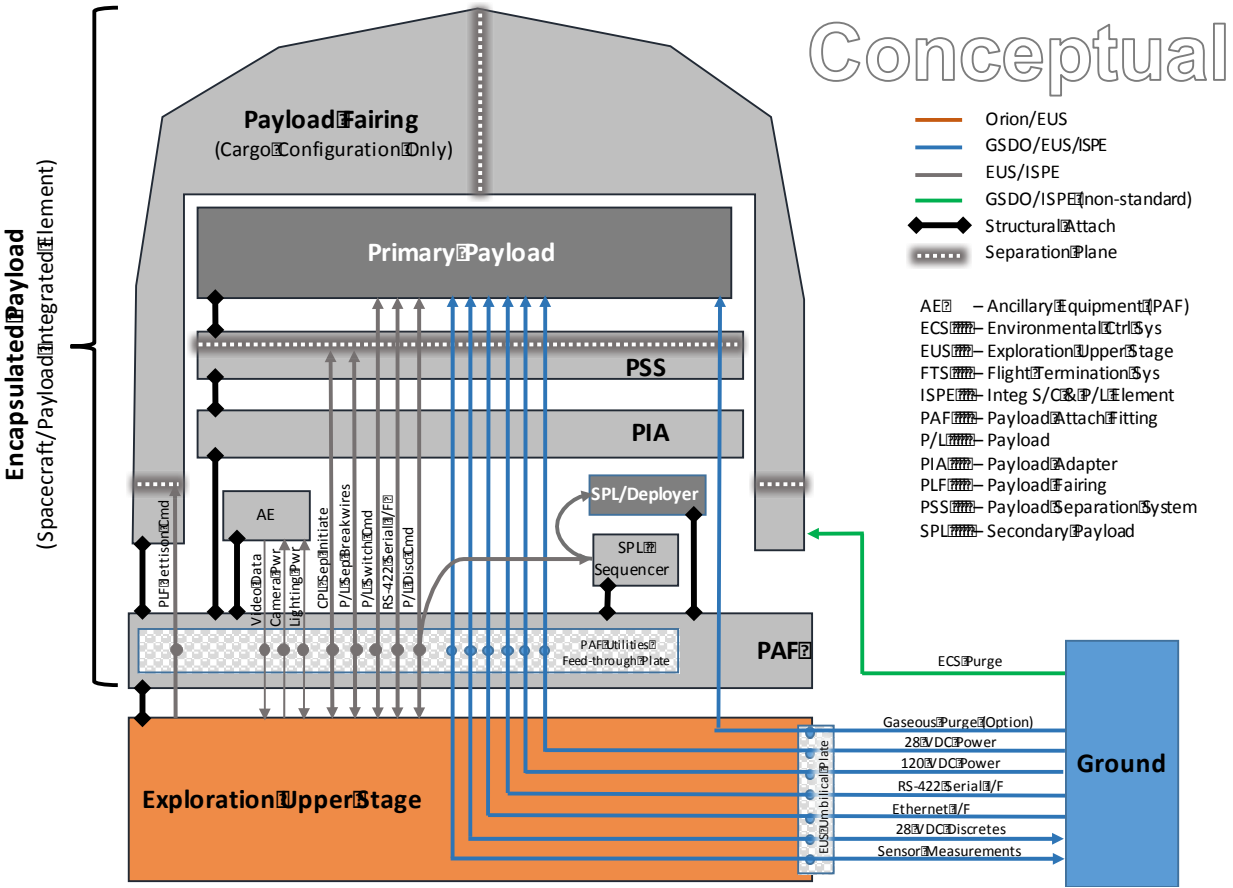 Conceptual
Payload Fairing
(Cargo Configuration Only)
Orion/EUS
GSDO/EUS/ISPE
EUS/ISPE
GSDO/ISPE (non-standard)
Structural Attach
Separation Plane
Encapsulated Payload
(Spacecraft/Payload Integrated Element)
Primary Payload
AE – Ancillary Equipment (PAF)
ECS – Environmental Ctrl Sys
EUS – Exploration Upper Stage
FTS – Flight Termination Sys
ISPE – Integ S/C & P/L Element
PAF – Payload Attach Fitting
P/L – Payload
PIA – Payload Adapter
PLF – Payload Fairing
PSS – Payload Separation System
SPL – Secondary Payload
PSS
PIA
AE
SPL/Deployer
SPL
Sequencer
PLF Jettison Cmd
Video Data
Camera Pwr
Lighting Pwr
CPL Sep Initiate
P/L Sep Breakwires
P/L Switch Cmd
RS-422 Serial I/F
P/L Disc Cmd
PAF Utilities
Feed-through Plate
PAF
ECS Purge
Gaseous Purge (Option)
28 VDC Power
120 VDC Power
RS-422 Serial I/F
Ethernet I/F
28 VDC Discretes
Sensor Measurements
EUS Umbilical Plate
Exploration Upper Stage
Ground